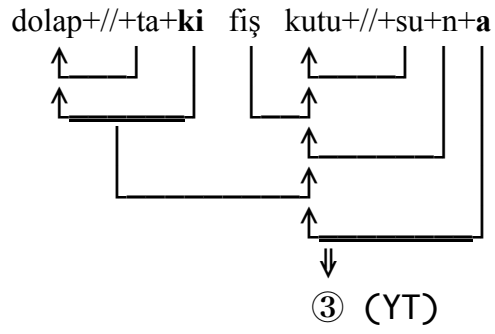 dolap+//+ta+ki fiş kutu+//+su+n+a
③ (YT)